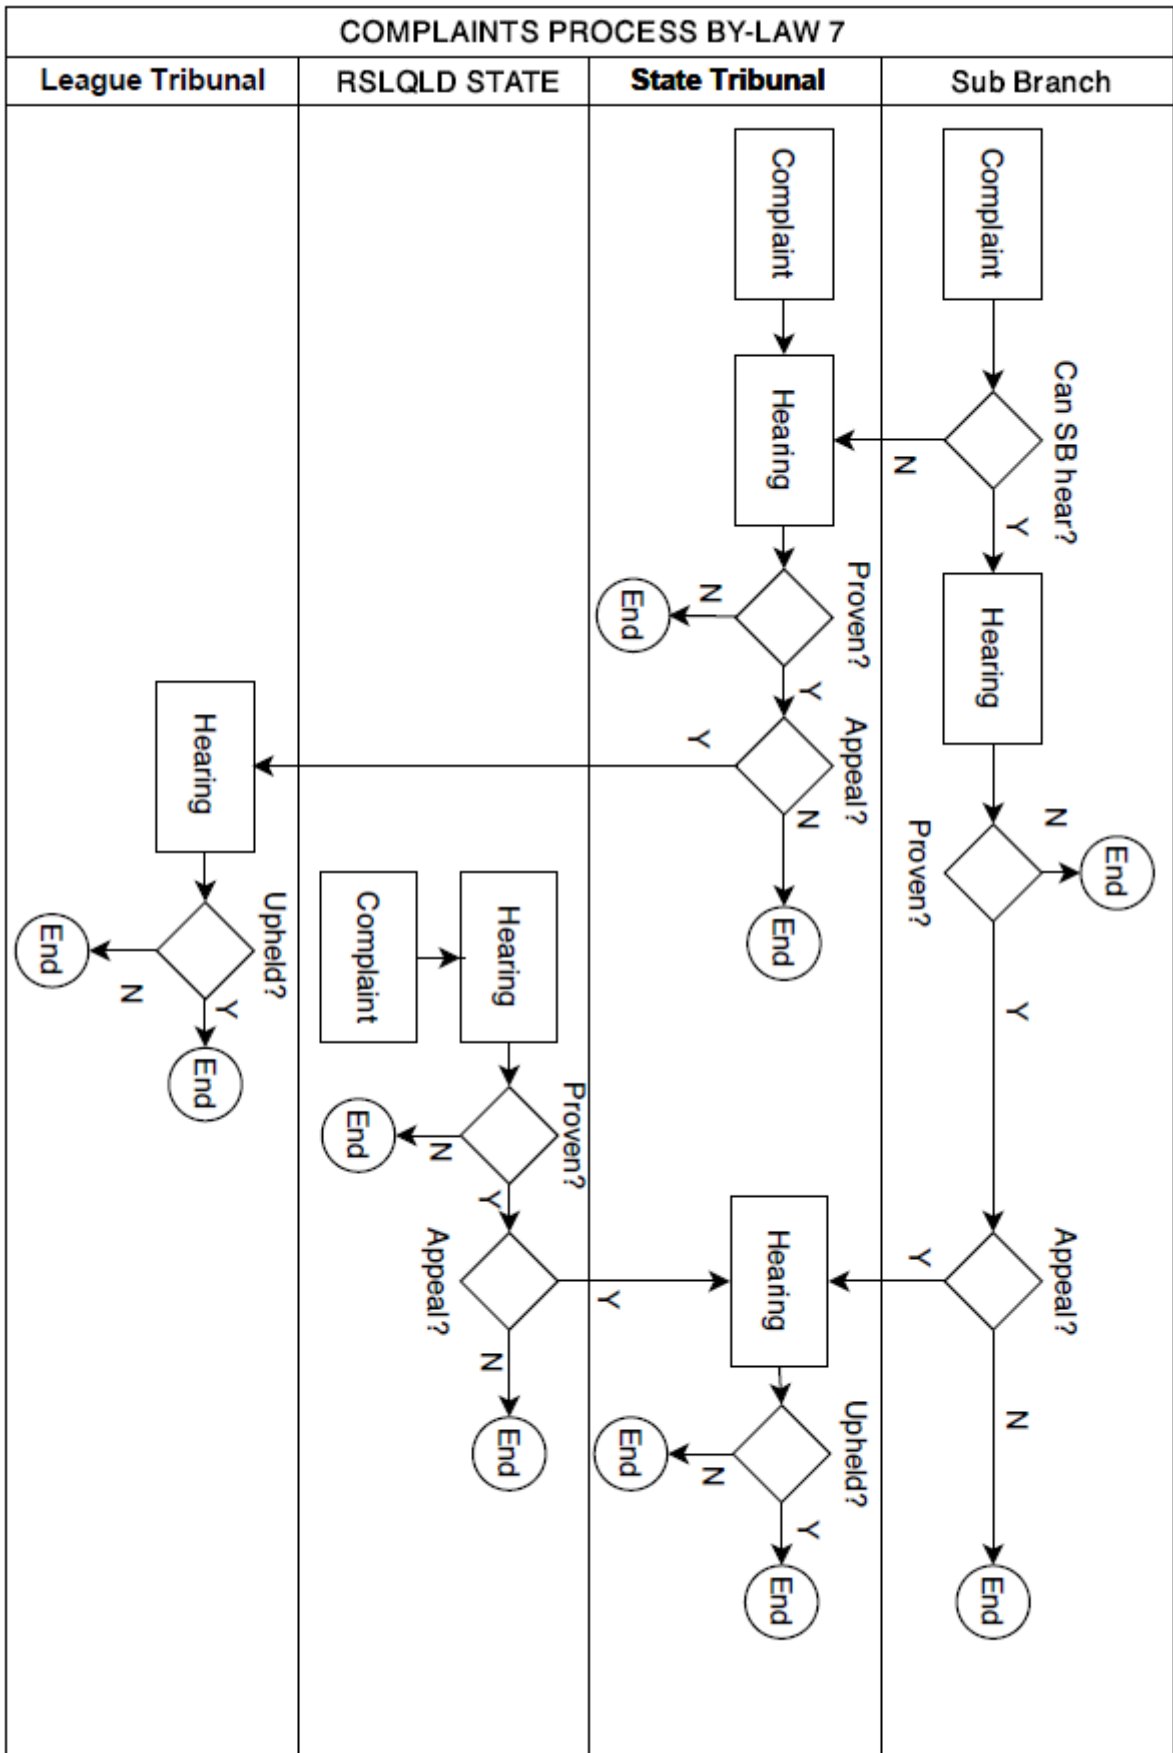 COMPLAINTS PROCESS BY-LAW 7
League Tribunal
RSLQLD STATE
State Tribunal
Sub Branch
Complaint
Can SB hear?
N
Y
Hearing
Proven?
N
End
Y
Appeal?
Y
N
End
Complaint
Hearing
Proven?
N
End
Y
Appeal?
Y
N
End
Hearing
Upheld?
N
End
Y
End
Complaint
Hearing
Proven?
N
End
Y
Appeal?
Y
N
End
Hearing
Upheld?
N
End
Y
End